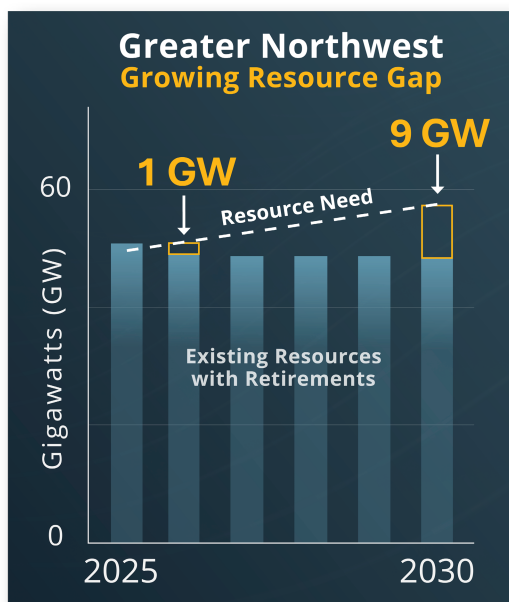 Greater Northwest
Growing Resource Gap
9 GW
1 GW
60
Resource Need
Gigawatts (GW)
Existing Resources
with Retirements
0
2025
2030